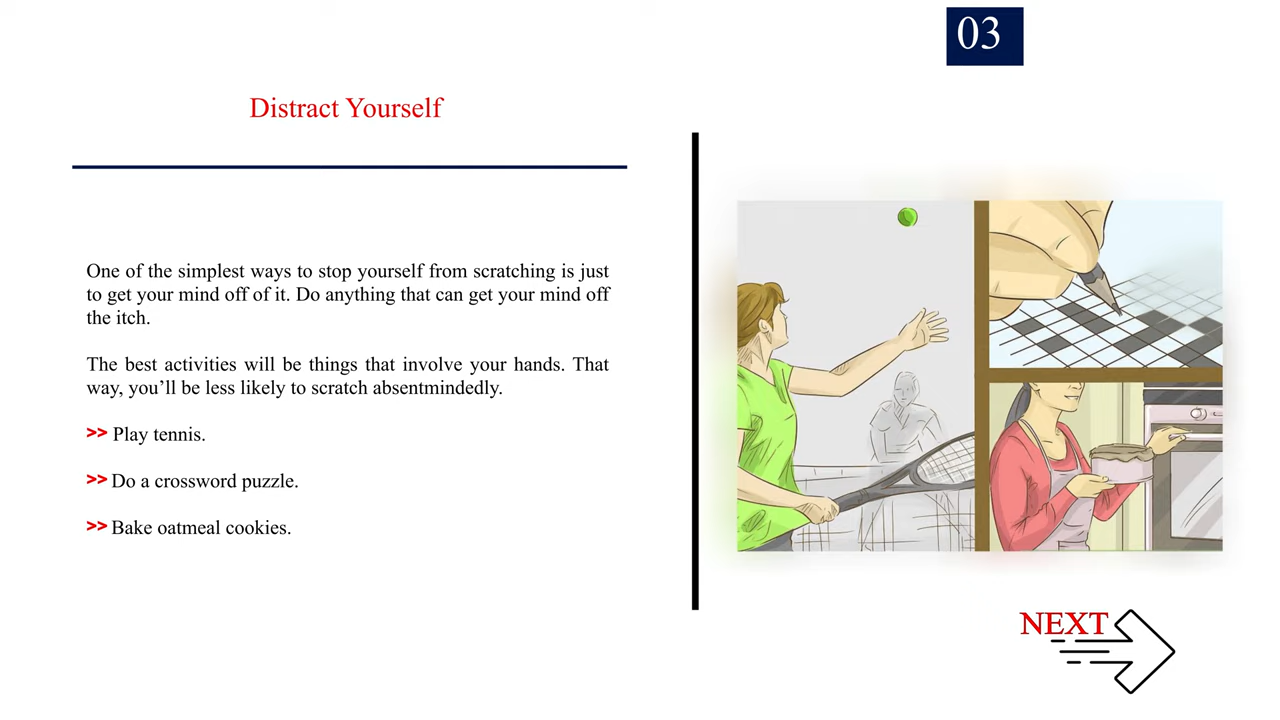 03
Distract Yourself
One of the simplest ways to stop yourself from scratching is just
to get your mind off of it. Do anything that can get your mind off
the itch.
The best activities will be things that involve your hands. That
way, you’ll be less likely to scratch absentmindedly.
>> Play tennis.
>> Do a crossword puzzle.
>> Bake oatmeal cookies.
NEXT